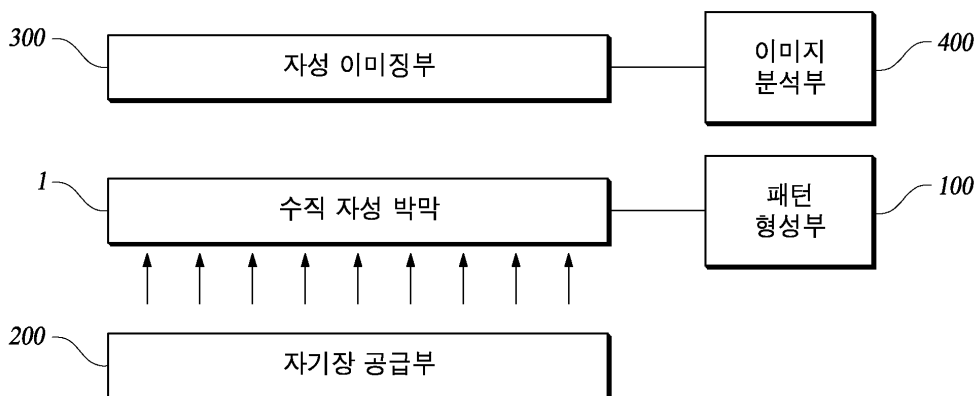 300
자성 이미징부
이미지
분석부
400
1
수직 자성 박막
패턴
형성부
100
200
자기장 공급부